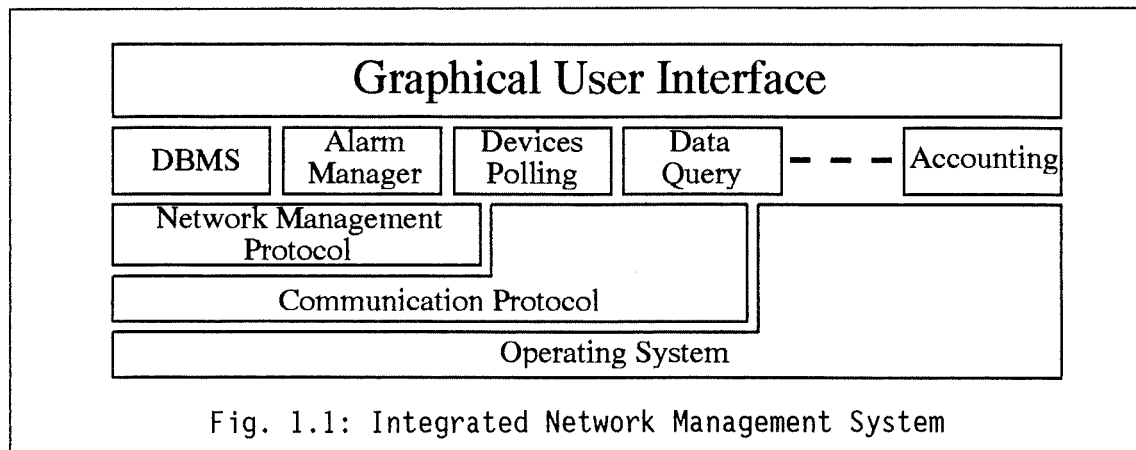 Graphical User Interface
DBMS
Alarm
Manager
Devices
Polling
Data
Query
Accounting
Network Management
Protocol
Communication Protocol
Operating System
Fig. 1.1: Integrated Network Management System